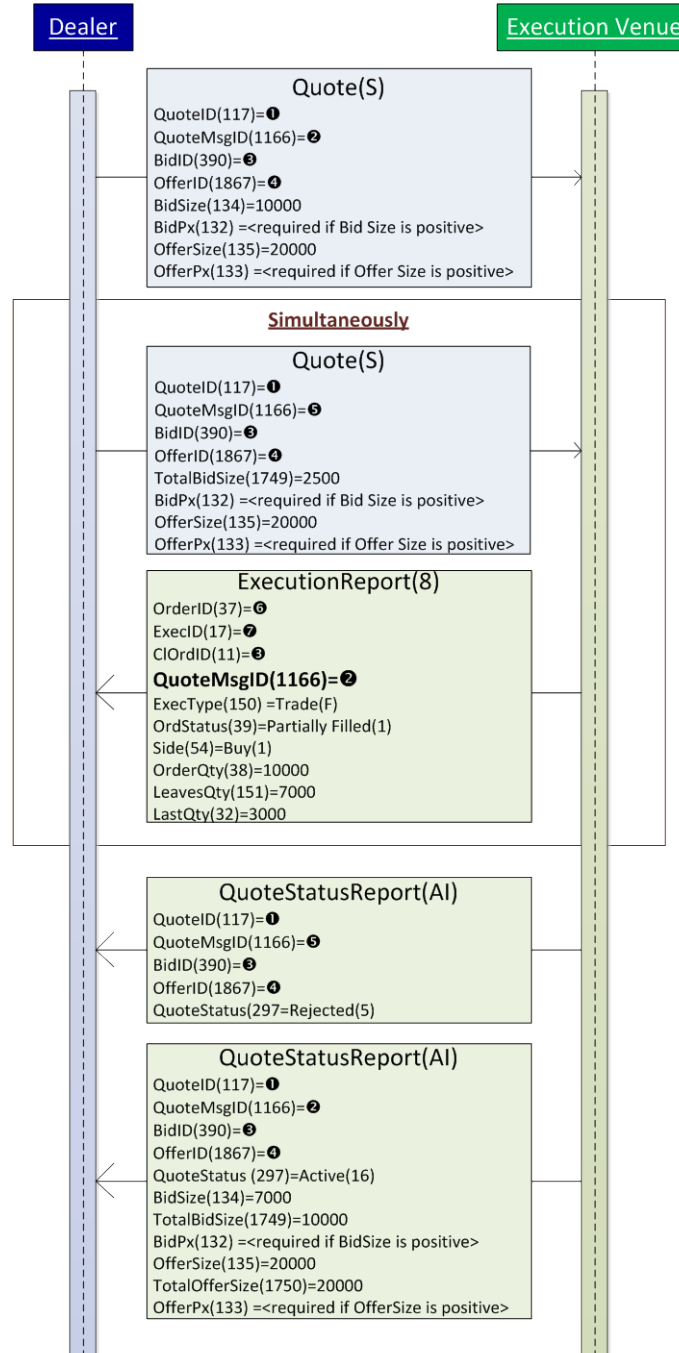 Dealer
Execution Venue
Quote(S)
QuoteID(117)=❶
QuoteMsgID(1166)=❷
BidID(390)=❸
OfferID(1867)=❹
BidSize(134)=10000
BidPx(132) =<required if Bid Size is positive>
OfferSize(135)=20000
OfferPx(133) =<required if Offer Size is positive>
Simultaneously
Quote(S)
QuoteID(117)=❶
QuoteMsgID(1166)=❺
BidID(390)=❸
OfferID(1867)=❹
TotalBidSize(1749)=2500
BidPx(132) =<required if Bid Size is positive>
OfferSize(135)=20000
OfferPx(133) =<required if Offer Size is positive>
ExecutionReport(8)
OrderID(37)=❻
ExecID(17)=❼
ClOrdID(11)=❸
QuoteMsgID(1166)=❷
ExecType(150) =Trade(F)
OrdStatus(39)=Partially Filled(1)
Side(54)=Buy(1)
OrderQty(38)=10000
LeavesQty(151)=7000
LastQty(32)=3000
QuoteStatusReport(AI)
QuoteID(117)=❶
QuoteMsgID(1166)=❺
BidID(390)=❸
OfferID(1867)=❹
QuoteStatus(297=Rejected(5)
QuoteStatusReport(AI)
QuoteID(117)=❶
QuoteMsgID(1166)=❷
BidID(390)=❸
OfferID(1867)=❹
QuoteStatus (297)=Active(16)
BidSize(134)=7000
TotalBidSize(1749)=10000
BidPx(132) =<required if BidSize is positive>
OfferSize(135)=20000
TotalOfferSize(1750)=20000
OfferPx(133) =<required if OfferSize is positive>